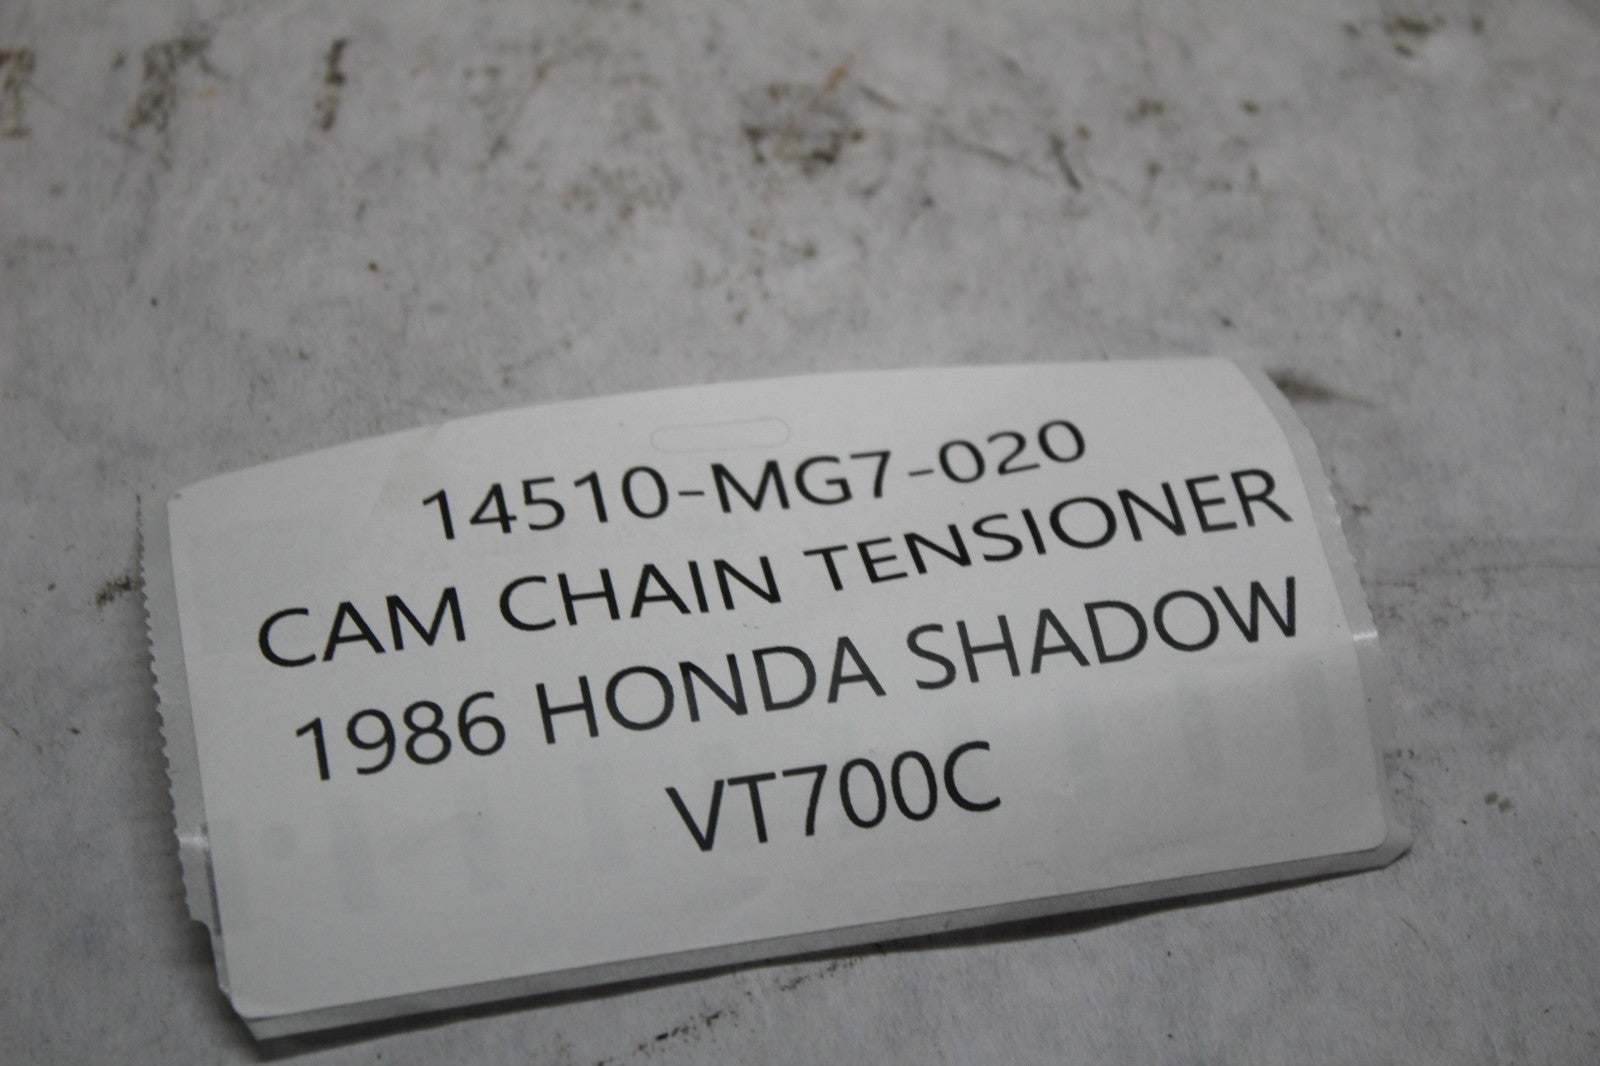 14510-MG7-020
CAM CHAIN TENSIONER
1986 HONDA SHADOW
VT700C